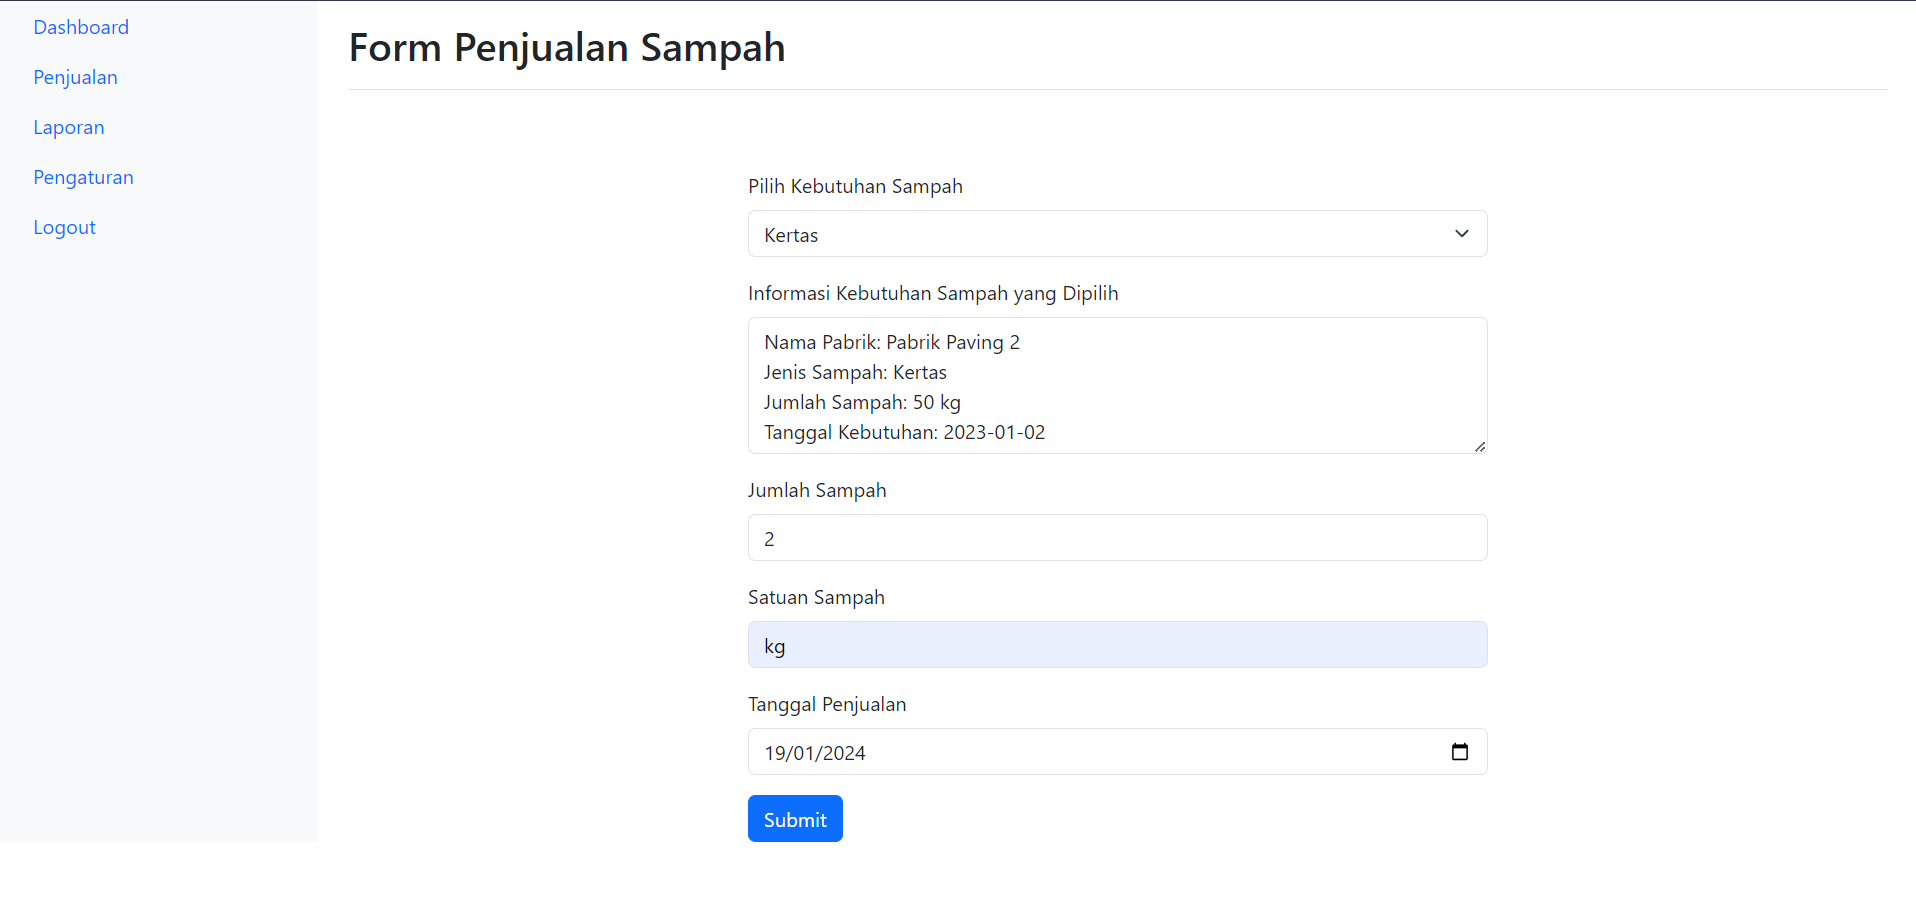 Dashboard
Penjualan
Laporan
Pengaturan
Logout
Form Penjualan Sampah
Pilih Kebutuhan Sampah
Kertas
Informasi Kebutuhan Sampah yang Dipilih
Nama Pabrik: Pabrik Paving 2
Jenis Sampah: Kertas
Jumlah Sampah: 50 kg
Tanggal Kebutuhan: 2023-01-02
Jumlah Sampah
2
Satuan Sampah
kg
Tanggal Penjualan
19/01/2024
Submit